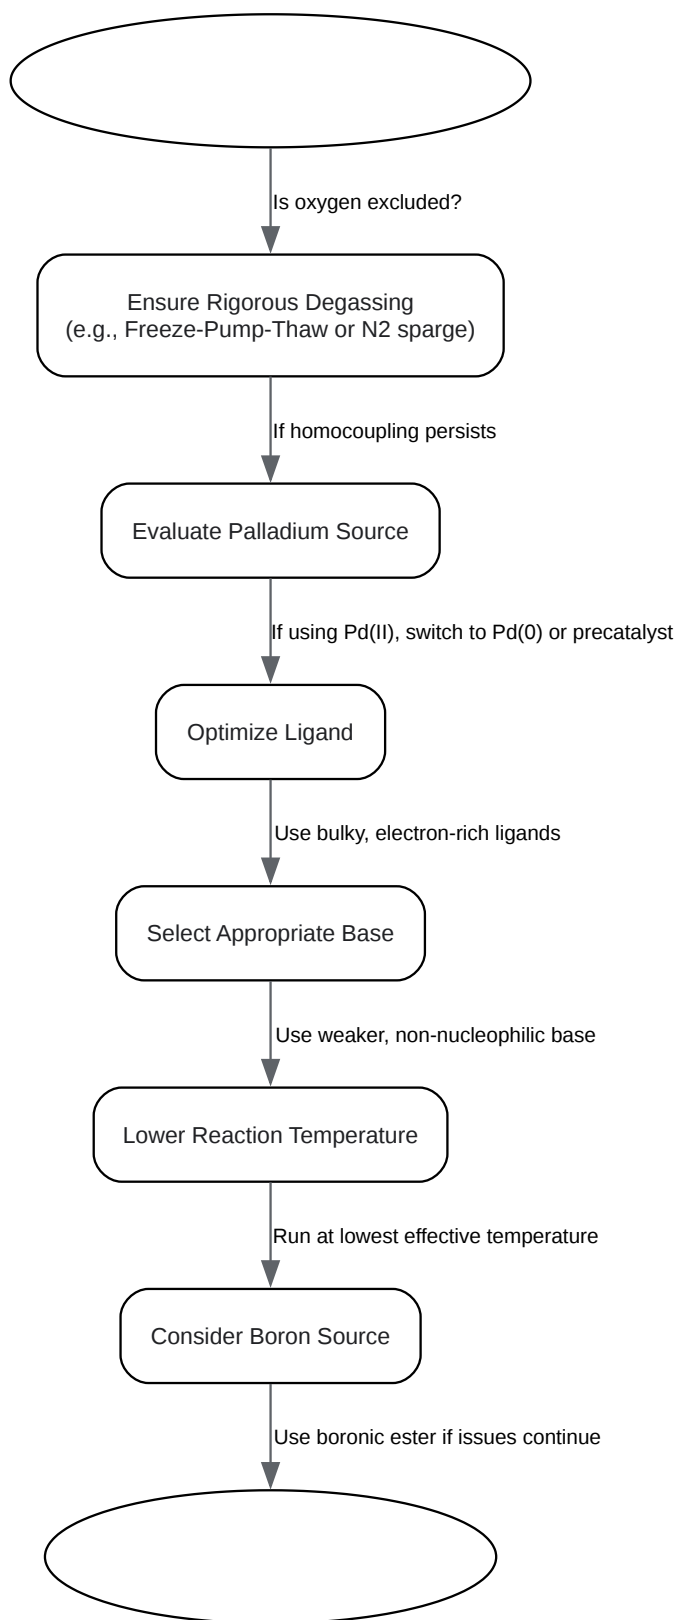 Is oxygen excluded?
Ensure Rigorous Degassing
(e.g., Freeze-Pump-Thaw or N2 sparge)
If homocoupling persists
Evaluate Palladium Source
If using Pd(II), switch to Pd(0) or precatalyst
Optimize Ligand
Use bulky, electron-rich ligands
Select Appropriate Base
Use weaker, non-nucleophilic base
Lower Reaction Temperature
Run at lowest effective temperature
Consider Boron Source
Use boronic ester if issues continue